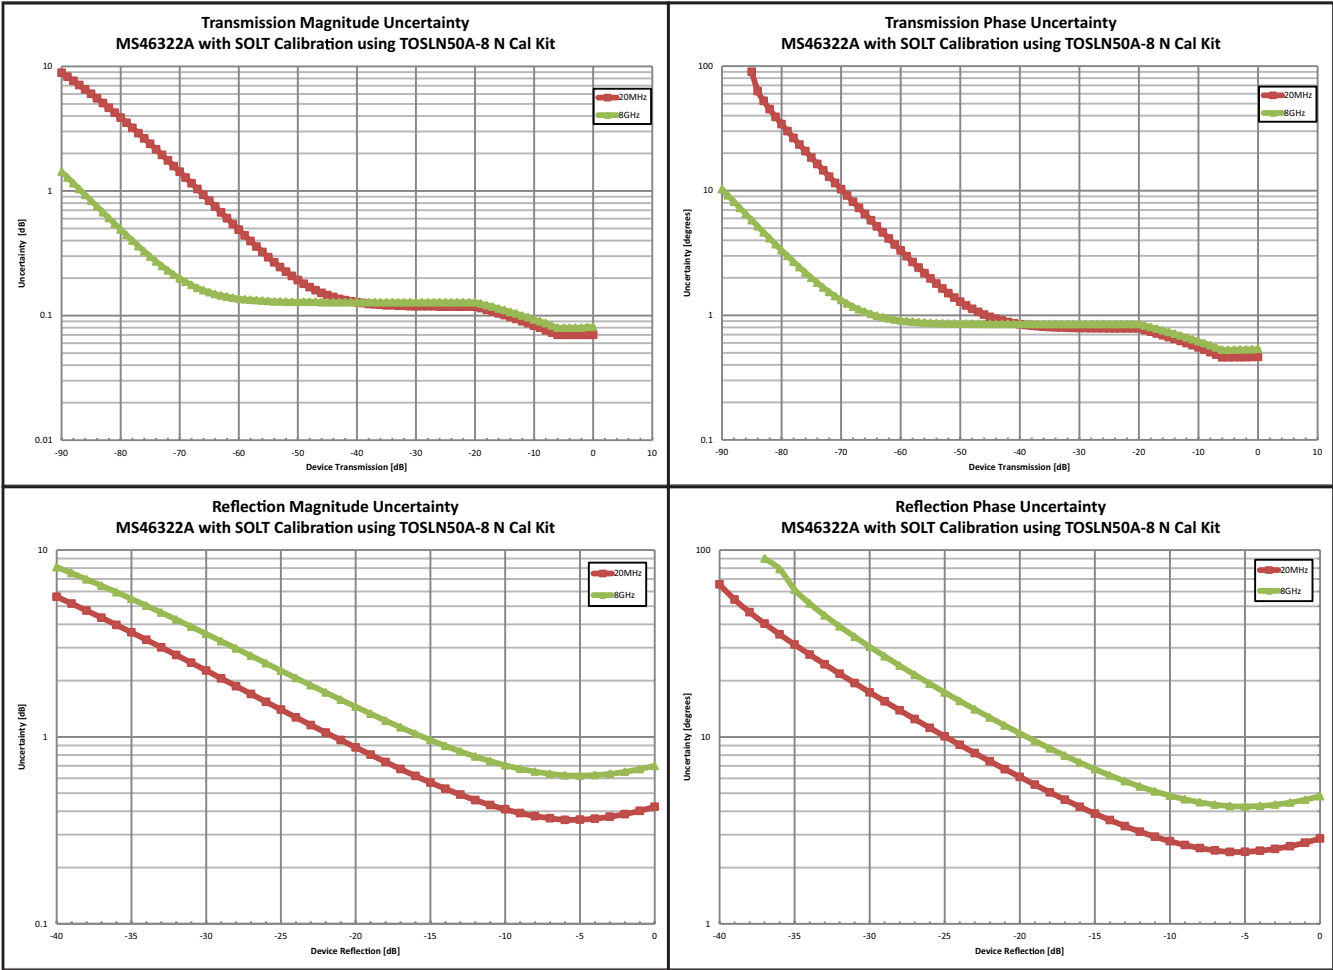 Transmission Magnitude Uncertainty
MS46322A with SOLT Calibration using TOSLN50A-8 N Cal Kit
10
1
0.1
0.01
Uncertainty [dB]
20MHz
8GHz
-90 -80 -70 -60 -50 -40 -30 -20 -10 0 10
Device Transmission [dB]
Transmission Phase Uncertainty
MS46322A with SOLT Calibration using TOSLN50A-8 N Cal Kit
100
10
1
0.1
Uncertainty [degrees]
20MHz
8GHz
-90 -80 -70 -60 -50 -40 -30 -20 -10 0 10
Device Transmission [dB]
Reflection Magnitude Uncertainty
MS46322A with SOLT Calibration using TOSLN50A-8 N Cal Kit
10
1
0.1
Uncertainty [dB]
20MHz
8GHz
-40 -35 -30 -25 -20 -15 -10 -5 0
Device Reflection [dB]
Reflection Phase Uncertainty
MS46322A with SOLT Calibration using TOSLN50A-8 N Cal Kit
100
10
1
Uncertainty [degrees]
20MHz
8GHz
-40 -35 -30 -25 -20 -15 -10 -5 0
Device Reflection [dB]